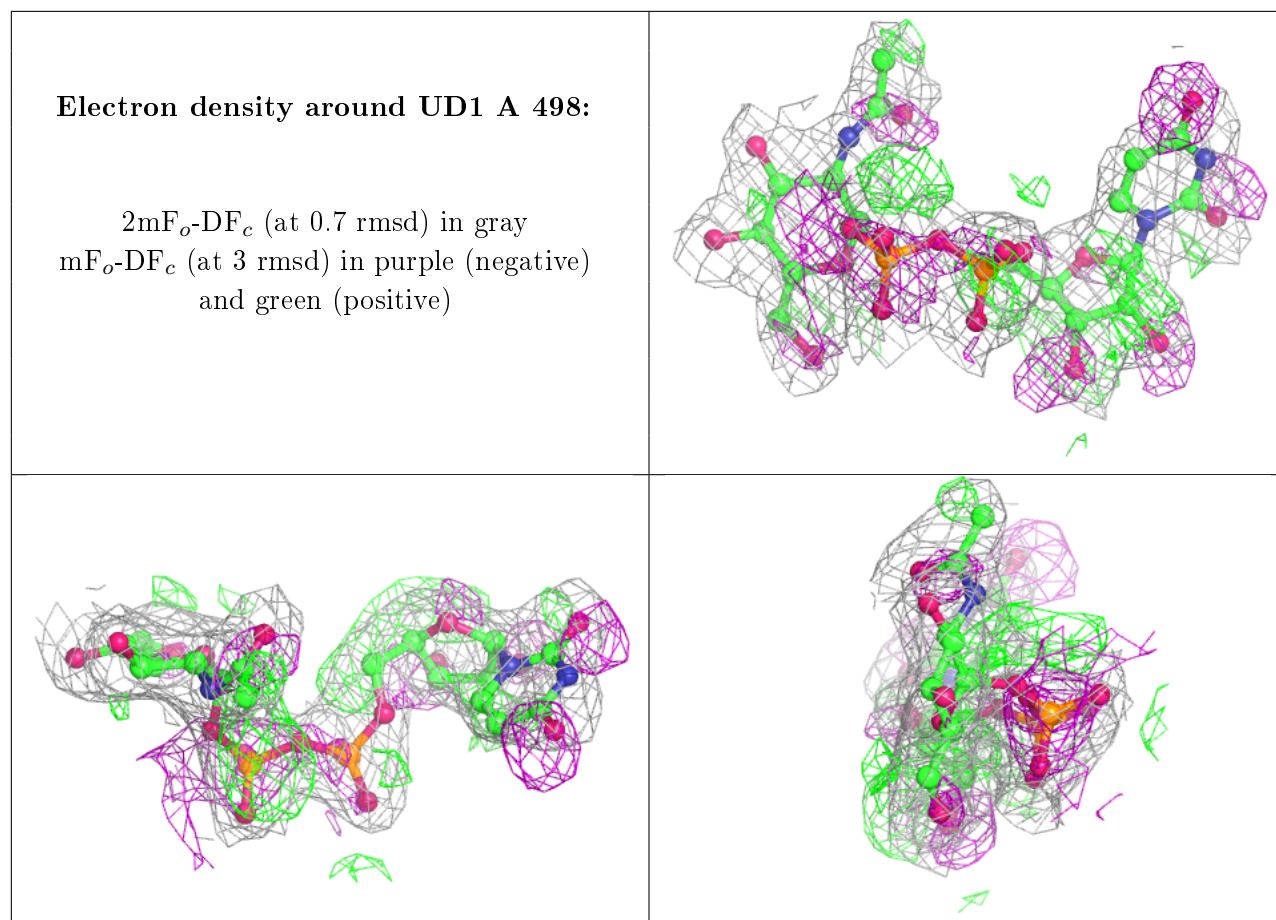 Electron density around UD1 A 498:
2mFₒ-DF𝒸 (at 0.7 rmsd) in gray
mFₒ-DF𝒸 (at 3 rmsd) in purple (negative)
and green (positive)